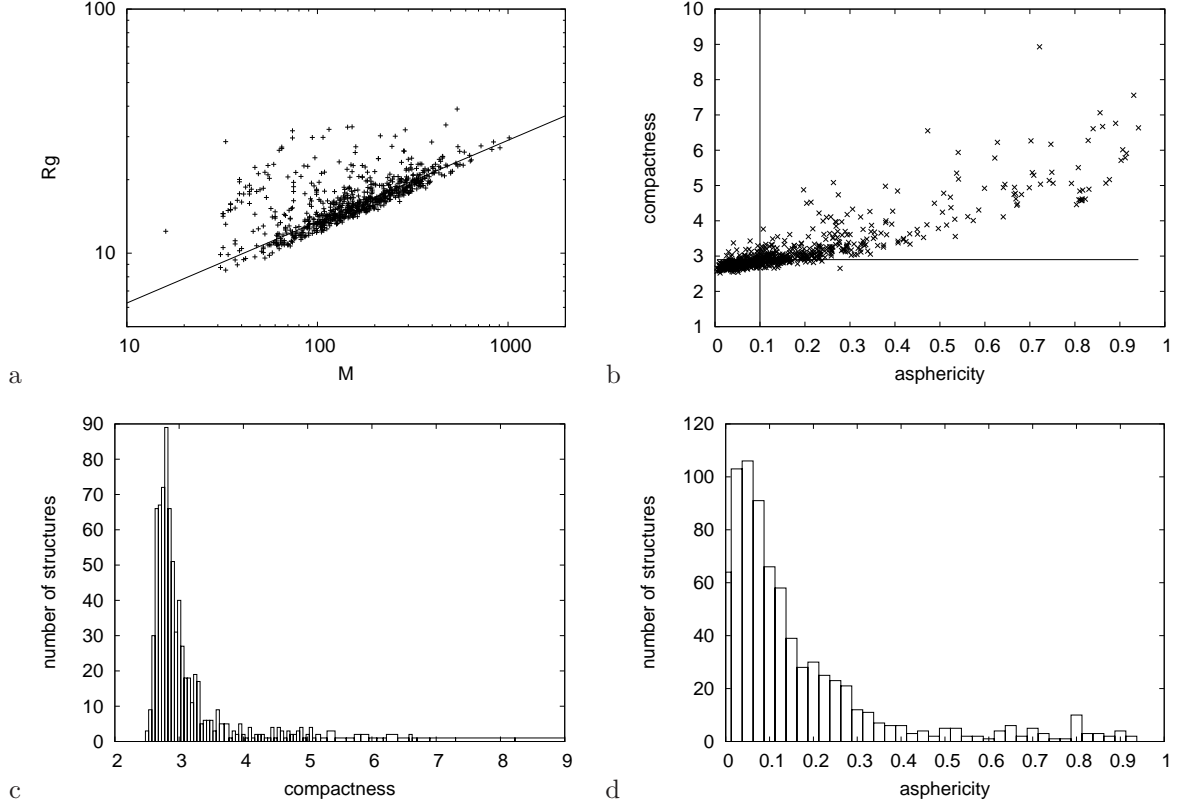 100
10
Rg
10 100 1000
M
a
10
9
8
7
6
5
4
3
2
1
compactness
0 0.1 0.2 0.3 0.4 0.5 0.6 0.7 0.8 0.9 1
asphericity
b
90
80
70
60
50
40
30
20
10
0
number of structures
2 3 4 5 6 7 8 9
compactness
c
120
100
80
60
40
20
0
number of structures
0 0.1 0.2 0.3 0.4 0.5 0.6 0.7 0.8 0.9 1
asphericity
d